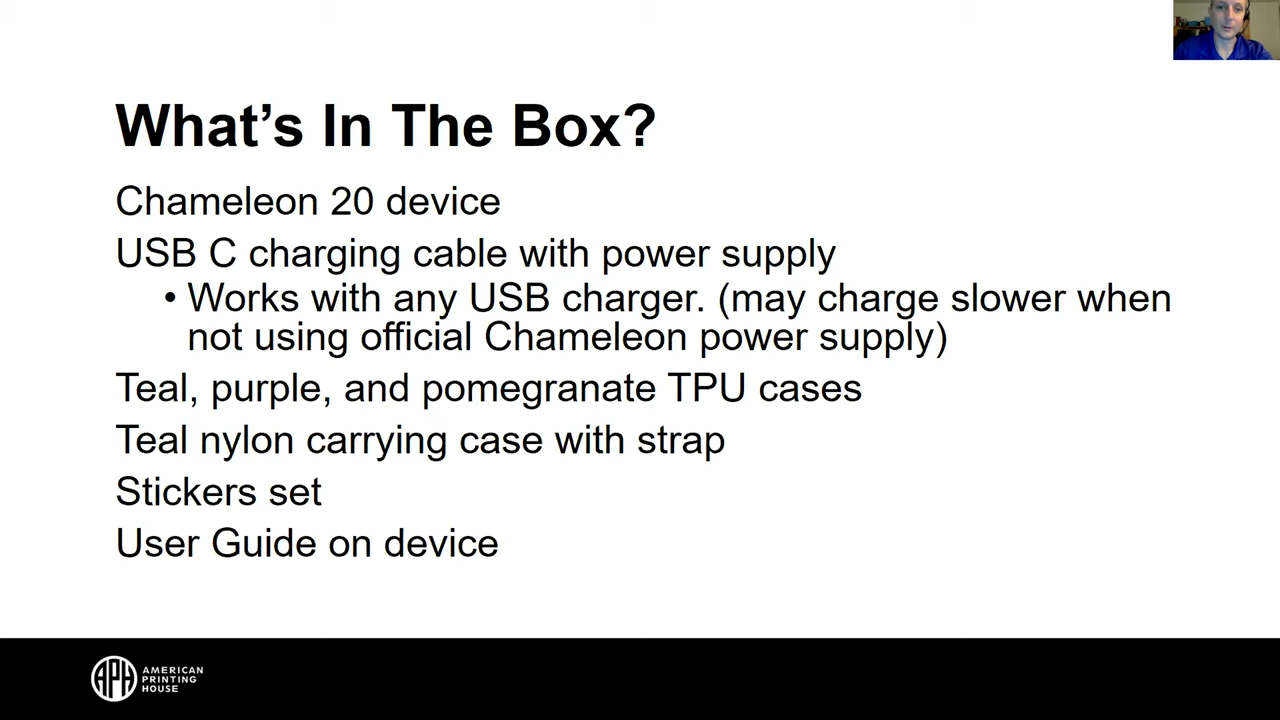 What's In The Box?
Chameleon 20 device
USB C charging cable with power supply
• Works with any USB charger. (may charge slower when
not using official Chameleon power supply)
Teal, purple, and pomegranate TPU cases
Teal nylon carrying case with strap
Stickers set
User Guide on device
APH
AMERICAN
PRINTING
HOUSE